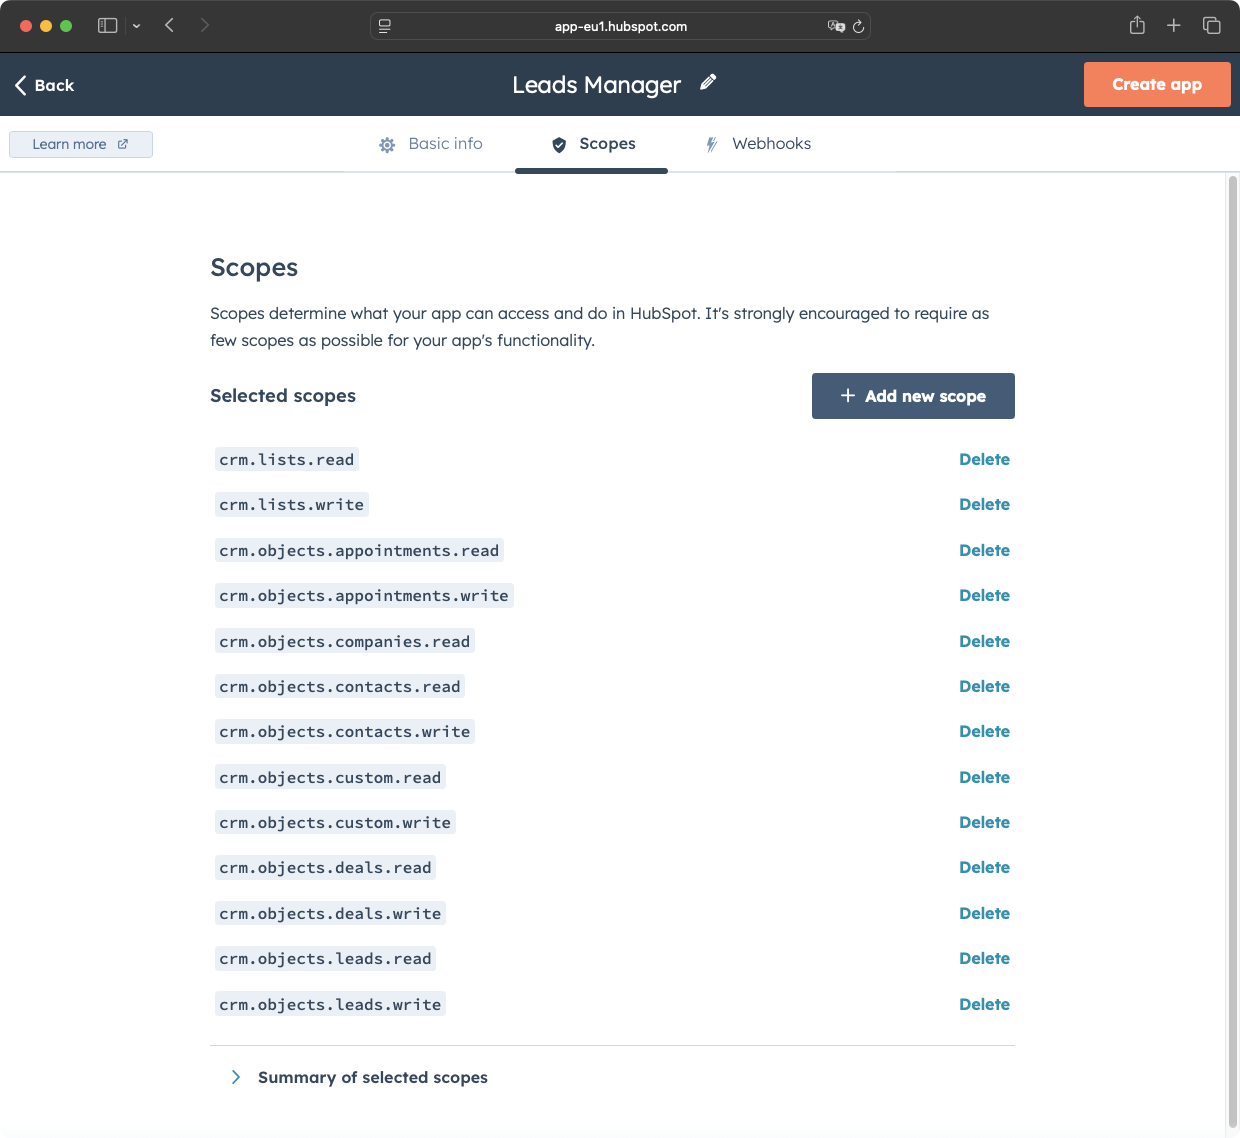 app-eu1.hubspot.com
Back
Leads Manager
Create app
Learn more
Basic info
Scopes
Webhooks
Scopes
Scopes determine what your app can access and do in HubSpot. It's strongly encouraged to require as
few scopes as possible for your app's functionality.
Selected scopes
+ Add new scope
crm.lists.read Delete
crm.lists.write Delete
crm.objects.appointments.read Delete
crm.objects.appointments.write Delete
crm.objects.companies.read Delete
crm.objects.contacts.read Delete
crm.objects.contacts.write Delete
crm.objects.custom.read Delete
crm.objects.custom.write Delete
crm.objects.deals.read Delete
crm.objects.deals.write Delete
crm.objects.leads.read Delete
crm.objects.leads.write Delete
Summary of selected scopes